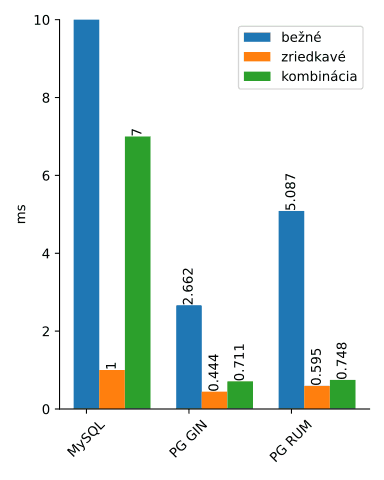 bežné
zriedkavé
kombinácia
10
8
6
4
2
0
ms
7
1
2.662
0.444
0.711
5.087
0.595
0.748
MySQL
PG GIN
PG RUM